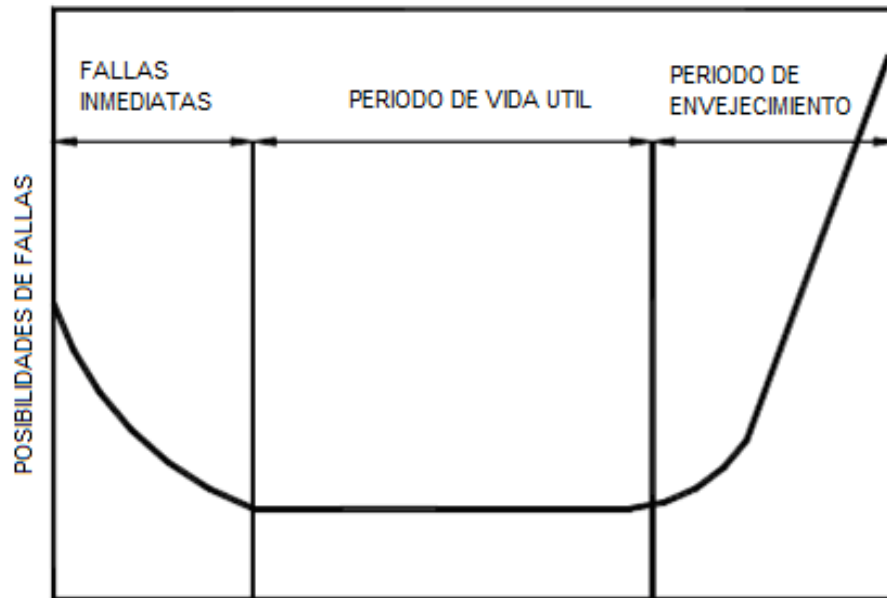 FALLAS
INMEDIATAS
PERIODO DE VIDA UTIL
PERIODO DE
ENVEJECIMIENTO
POSIBILIDADES DE FALLAS